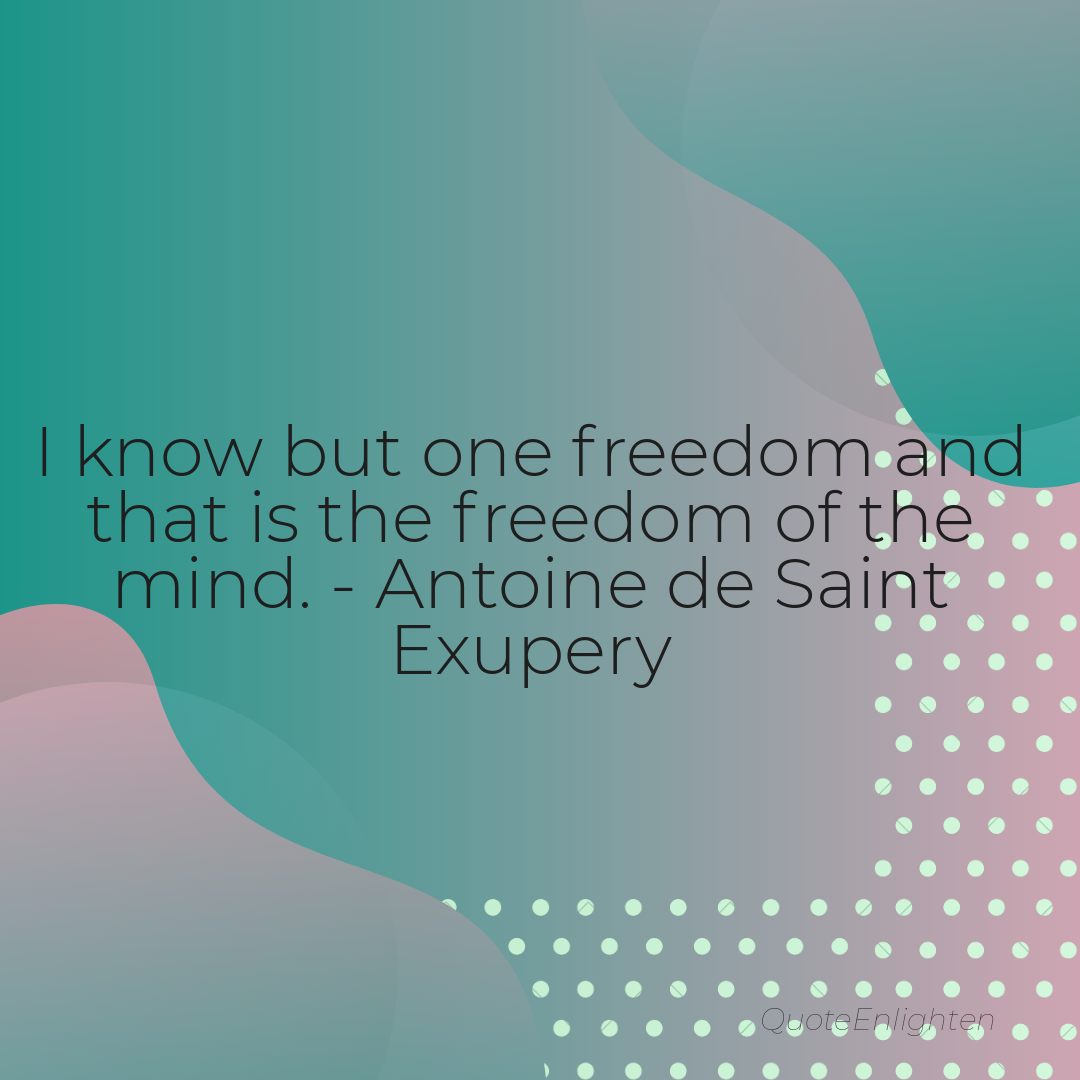 I know but one freedom and
that is the freedom of the
mind. - Antoine de Saint
Exupery
QuoteEnlighten